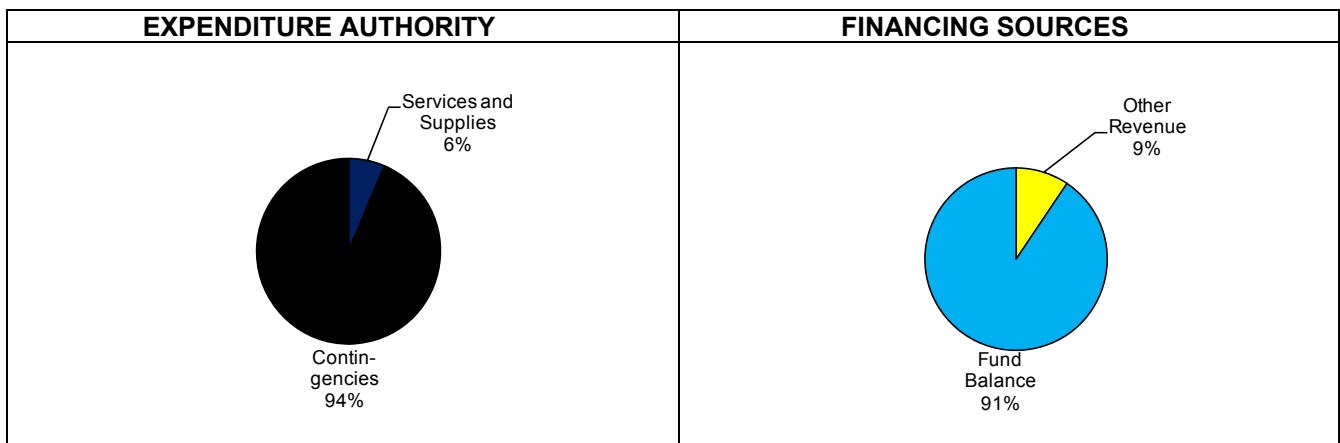 EXPENDITURE AUTHORITY
FINANCING SOURCES
Services and
Supplies
6%
Contin-
gencies
94%
Other
Revenue
9%
Fund
Balance
91%